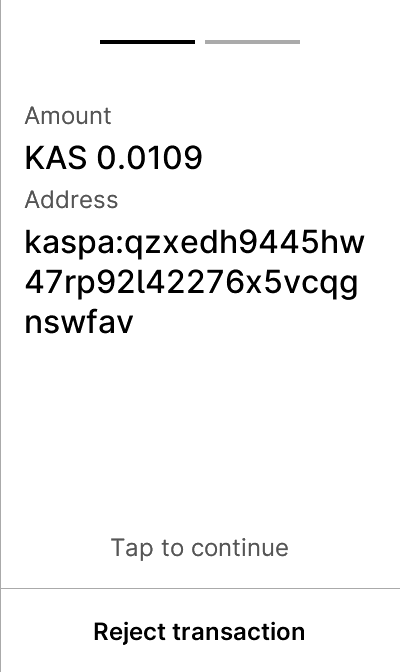 Amount
KAS 0.0109
Address
kaspa:qzxedh9445hw
47rp92l42276x5vcqg
nswfav
Tap to continue
Reject transaction